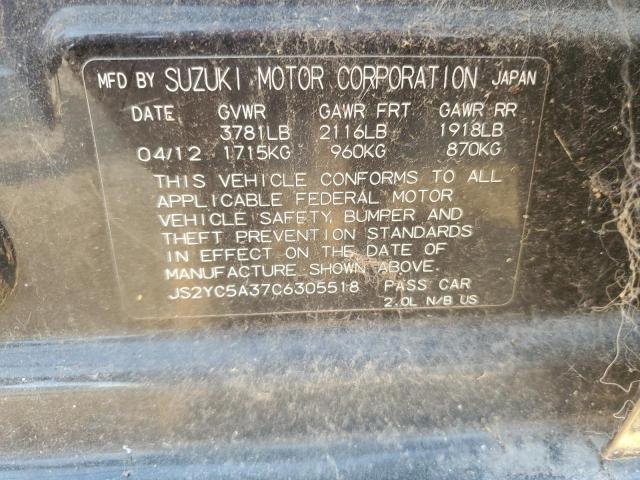 MFD BY SUZUKI MOTOR CORPORATION JAPAN
DATE GVWR GAWR FRT GAWR RR
3781LB 2116LB 1918LB
04/12 1715KG 960KG 870KG
THIS VEHICLE CONFORMS TO ALL
APPLICABLE FEDERAL MOTOR
VEHICLE SAFETY, BUMPER AND
THEFT PREVENTION STANDARDS
IN EFFECT ON THE DATE OF
MANUFACTURE SHOWN ABOVE.
JS2YC5A37C6305518 PASS CAR
2.0L N/B US